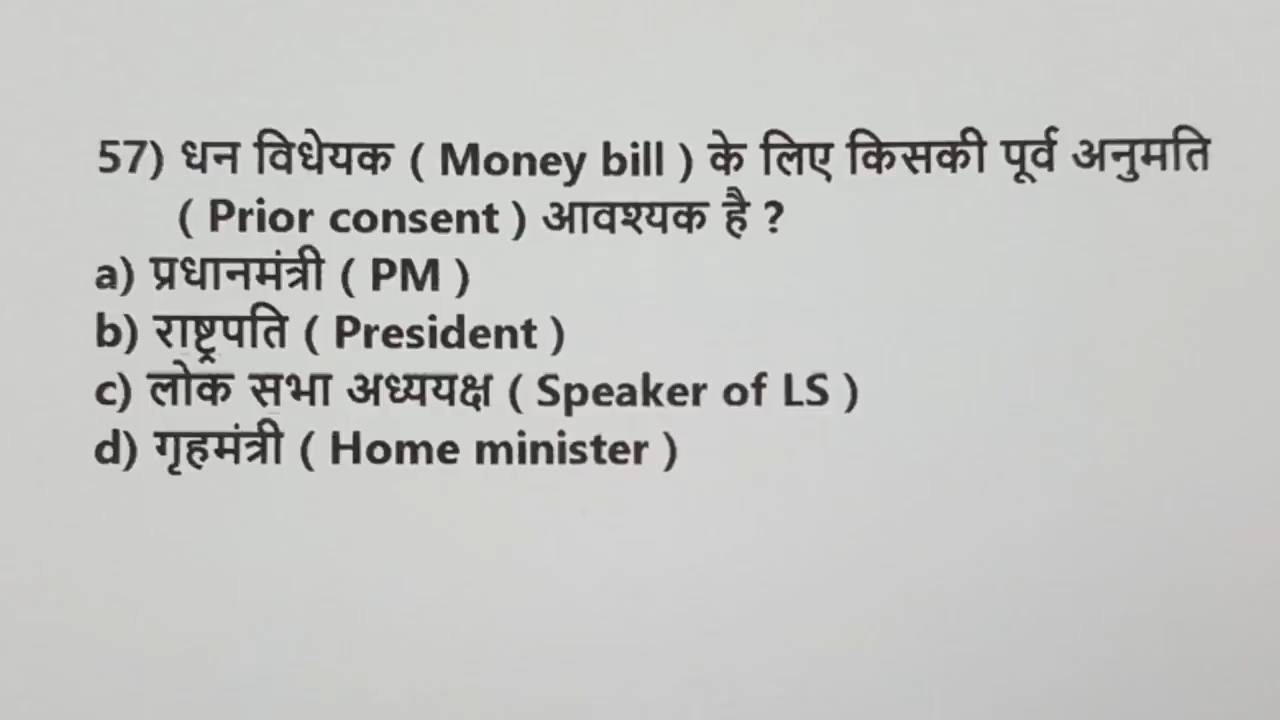 57) धन विधेयक ( Money bill ) के लिए किसकी पूर्व अनुमति
( Prior consent ) आवश्यक है ?
a) प्रधानमंत्री ( PM )
b) राष्ट्रपति ( President )
c) लोक सभा अध्ययक्ष ( Speaker of LS )
d) गृहमंत्री ( Home minister )